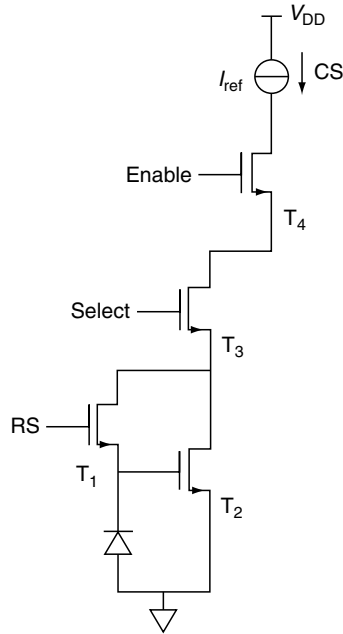 V_DD
I_ref
CS
Enable
T_4
Select
T_3
RS
T_1
T_2